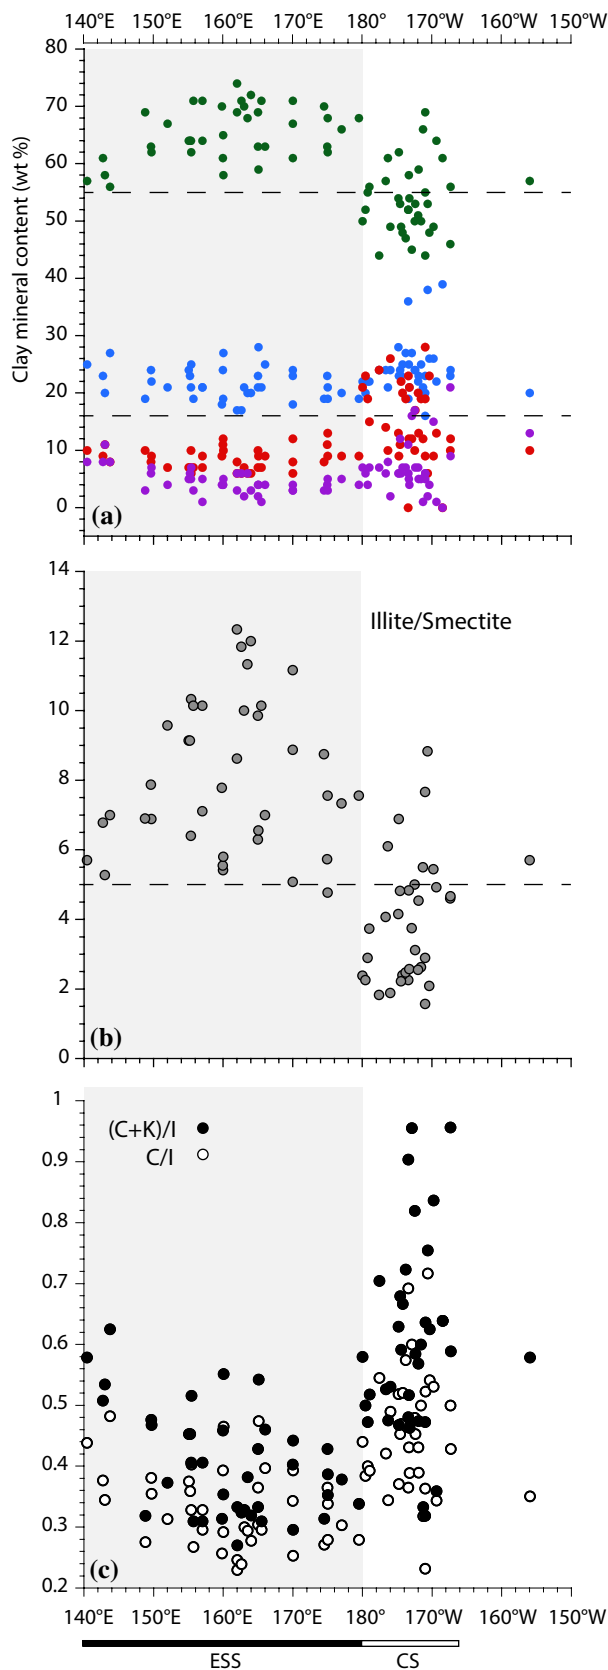 140°E 150°E 160°E 170°E 180° 170°W 160°W 150°W
80
70
60
50
40
30
20
10
0
Clay mineral content (wt %)
(a)
14
12
10
8
6
4
2
0
Illite/Smectite
(b)
1
0.9
0.8
0.7
0.6
0.5
0.4
0.3
0.2
(C+K)/I
C/I
(c)
140°E 150°E 160°E 170°E 180° 170°W 160°W 150°W
ESS CS